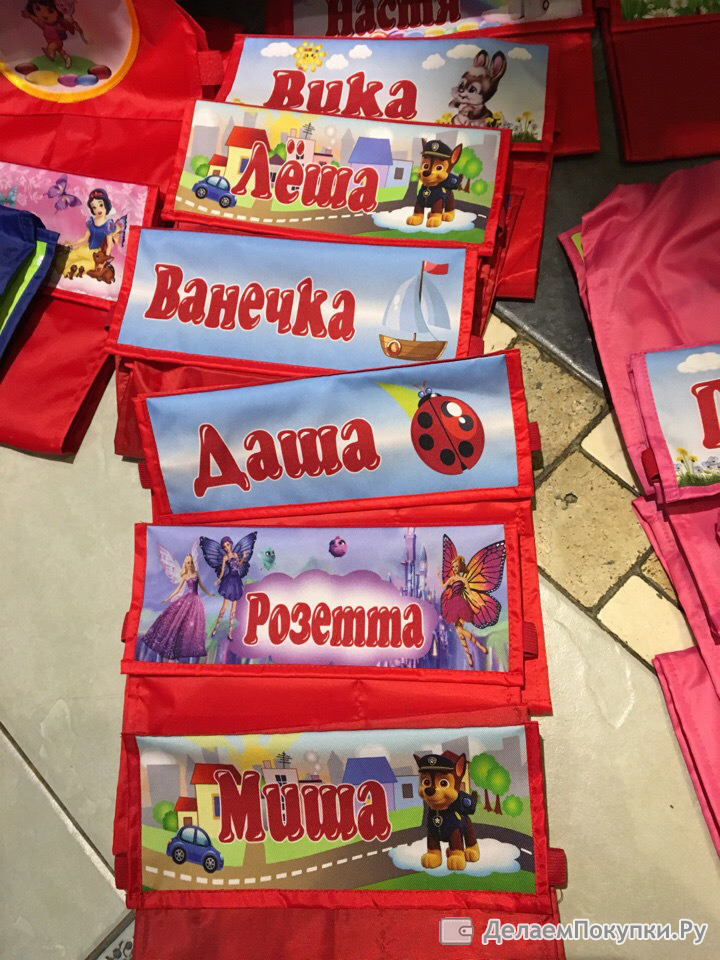 Настя
Вика
Лёша
Ванечка
Даша
Розетта
Миша
ДелаемПокупки.Ру